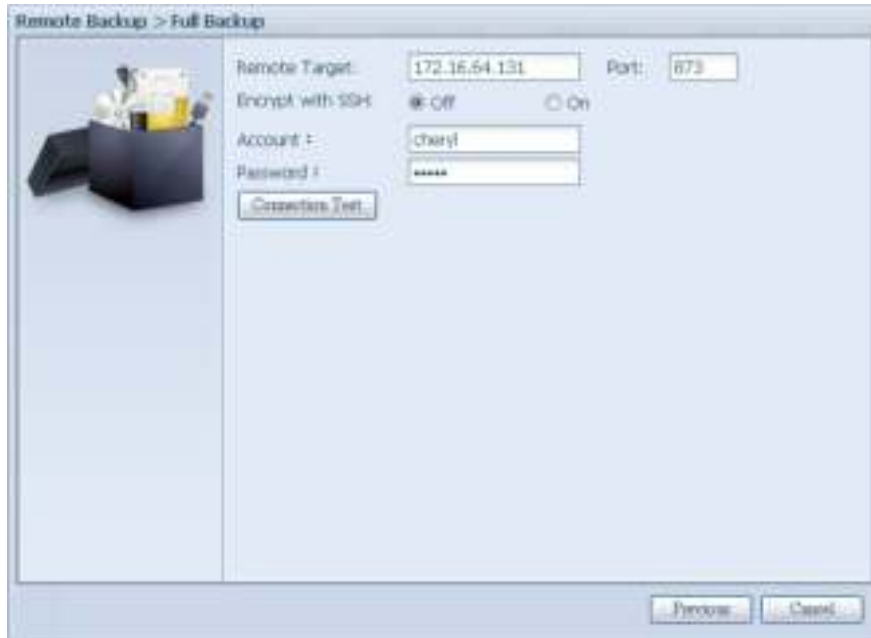 Remote Backup > Full Backup
Remote Target: 172.16.64.131 Port: 873
Encrypt with SSH Off On
Account : cheryl
Password : •••••
Connection Test
Previous Cancel